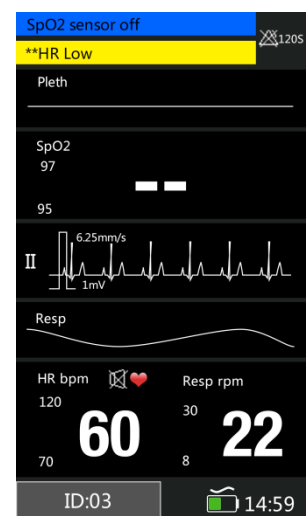 SpO2 sensor off
120S
**HR Low
Pleth
SpO2
97
-- 
95
6.25mm/s
II
1mV
Resp
HR bpm
Resp rpm
120
60
70
30
22
8
ID:03
14:59